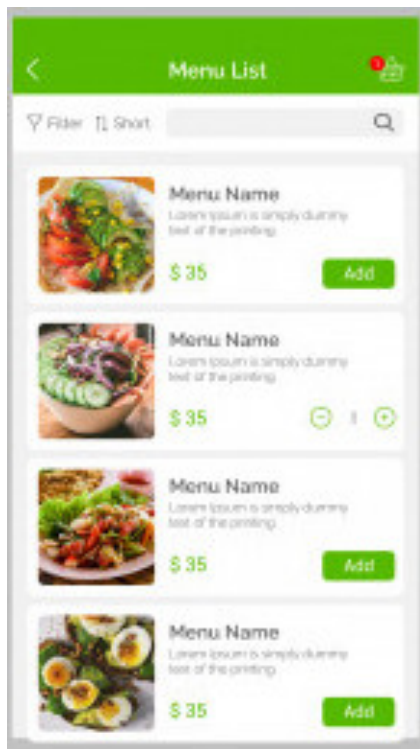 Menu List
1
Filter Short
Menu Name
Lorem Ipsum is simply dummy
text of the printing.
$ 35
Add
Menu Name
Lorem Ipsum is simply dummy
text of the printing.
$ 35 1
Menu Name
Lorem Ipsum is simply dummy
text of the printing.
$ 35
Add
Menu Name
Lorem Ipsum is simply dummy
text of the printing.
$ 35
Add